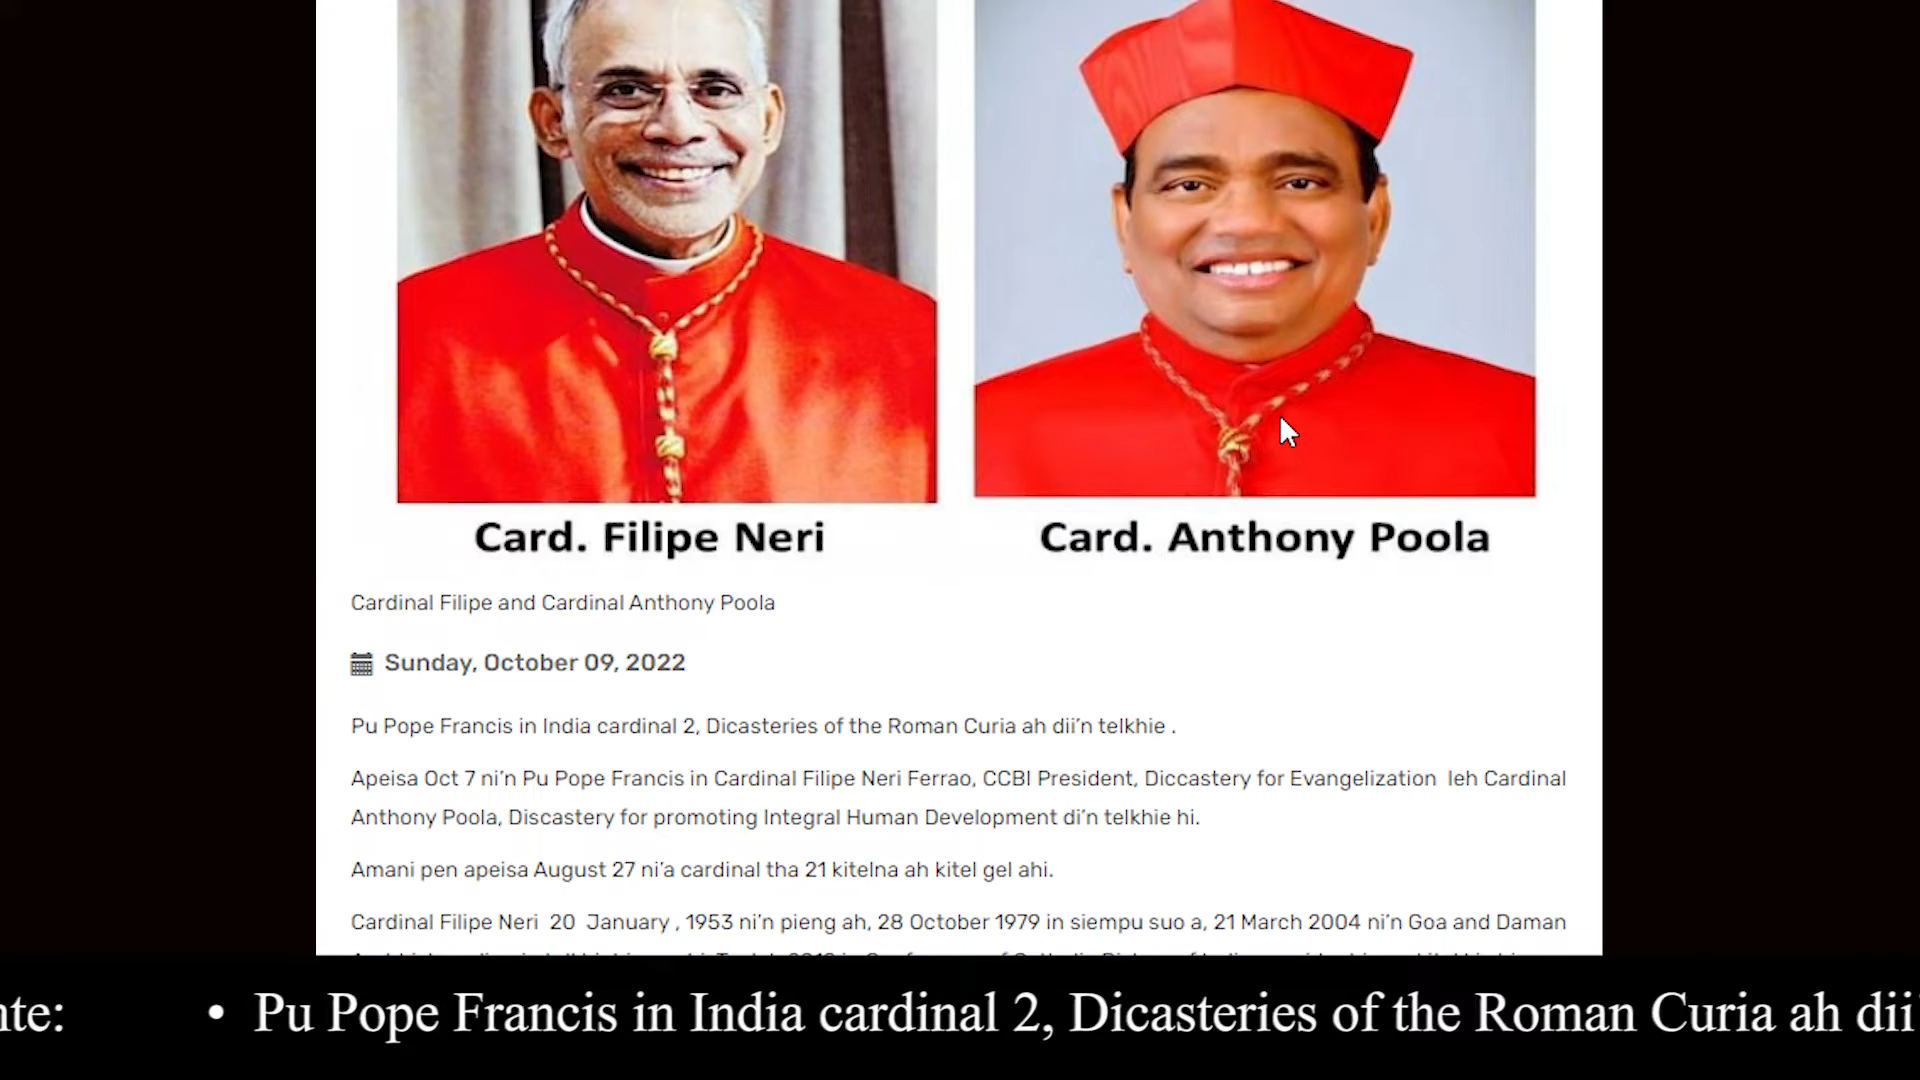 Card. Filipe Neri
Card. Anthony Poola
Cardinal Filipe and Cardinal Anthony Poola
Sunday, October 09, 2022
Pu Pope Francis in India cardinal 2, Dicasteries of the Roman Curia ah dii’n telkhie .
Apeisa Oct 7 ni’n Pu Pope Francis in Cardinal Filipe Neri Ferrao, CCBI President, Diccastery for Evangelization leh Cardinal
Anthony Poola, Discastery for promoting Integral Human Development di’n telkhie hi.
Amani pen apeisa August 27 ni’a cardinal tha 21 kitelna ah kitel gel ahi.
Cardinal Filipe Neri 20 January , 1953 ni’n pieng ah, 28 October 1979 in siempu suo a, 21 March 2004 ni’n Goa and Daman
nte: • Pu Pope Francis in India cardinal 2, Dicasteries of the Roman Curia ah dii